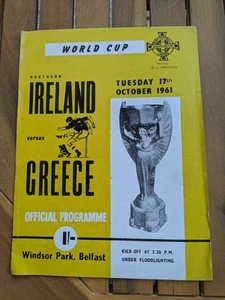 WORLD CUP
NORTHERN
IRELAND
versus
GREECE
TUESDAY 17th
OCTOBER 1961
OFFICIAL PROGRAMME
1/-
Windsor Park, Belfast
KICK-OFF AT 7.30 P.M.
UNDER FLOODLIGHTING